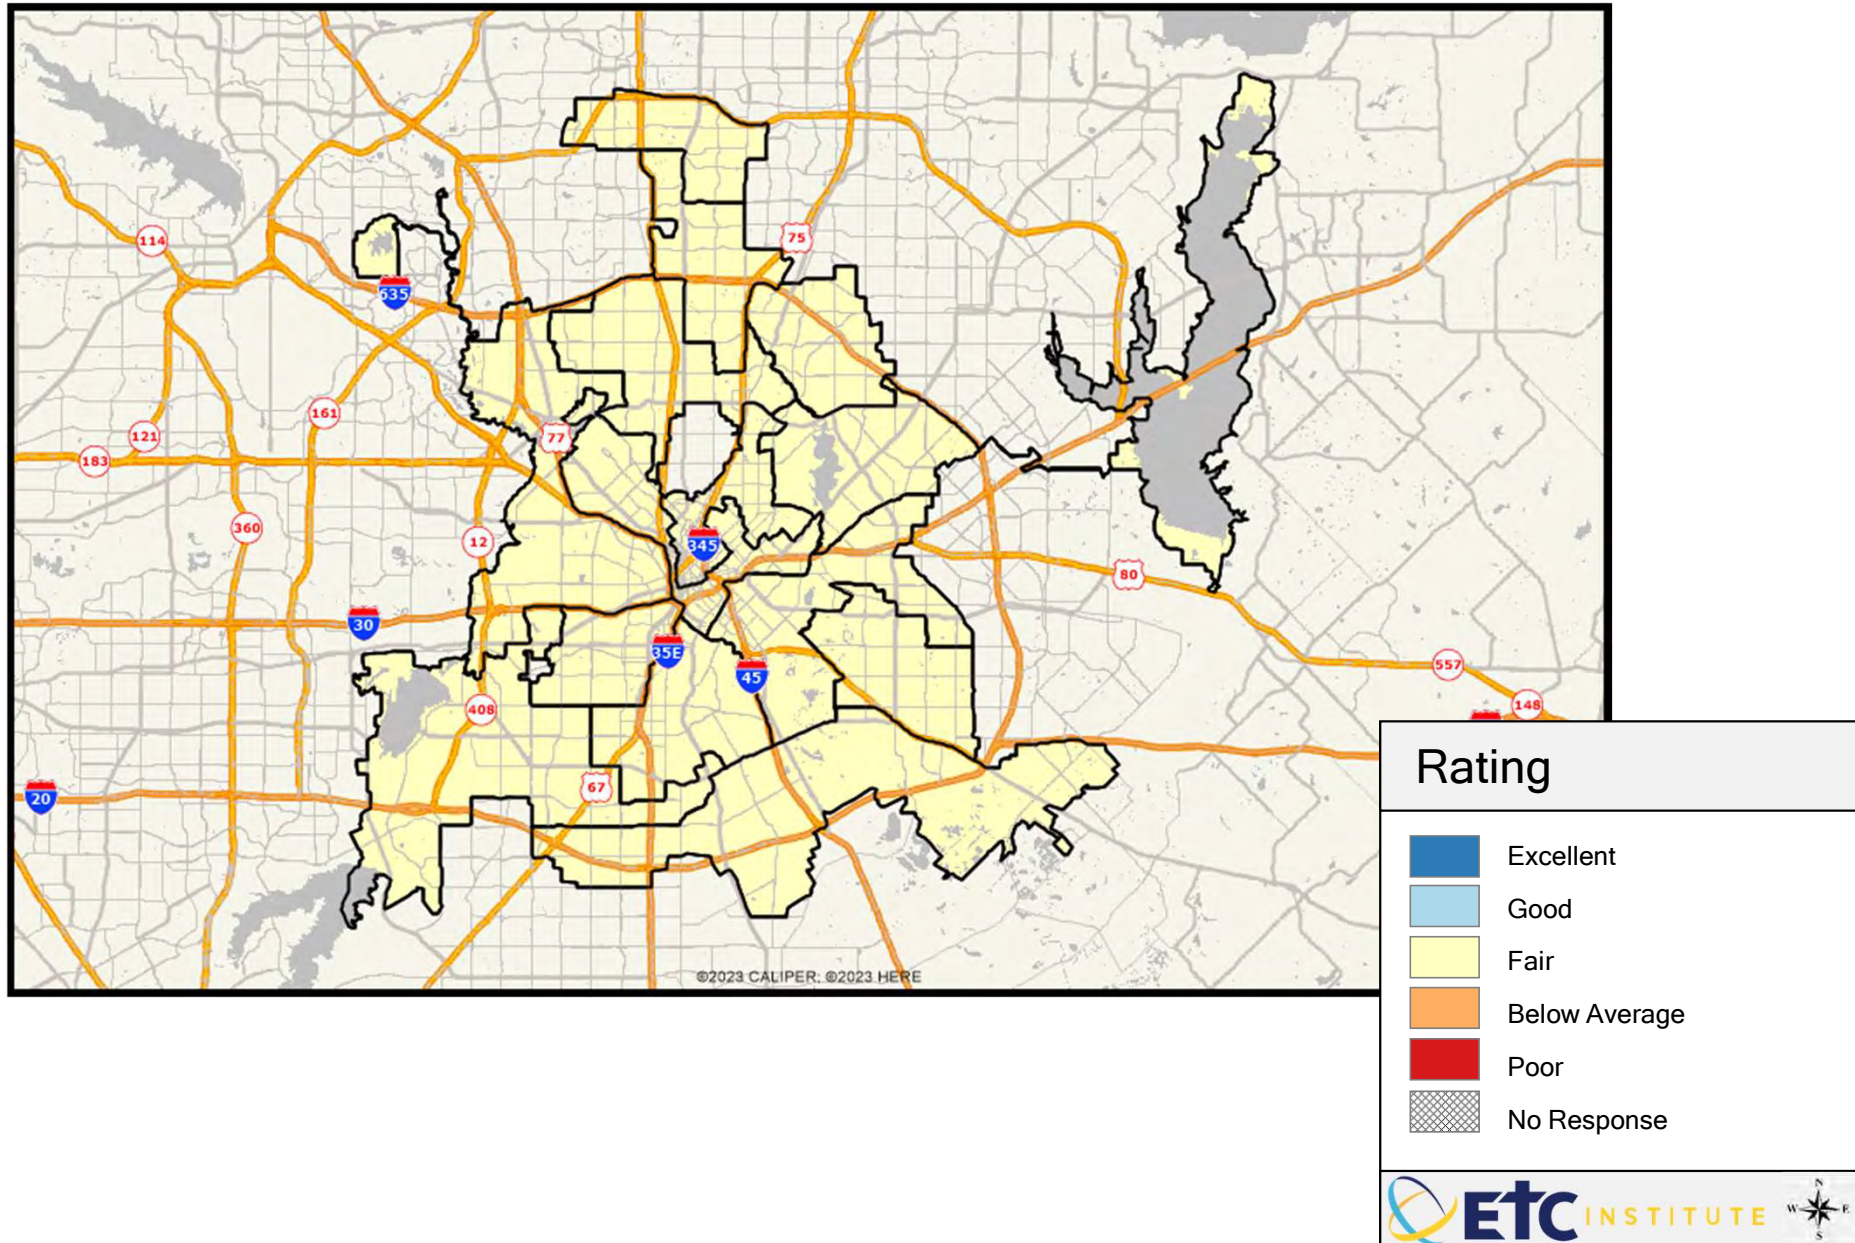 114
75
635
161
77
121
183
360
12
345
80
30
35E
45
557
408
148
67
20
©2023 CALIPER; ©2023 HERE
Rating
Excellent
Good
Fair
Below Average
Poor
No Response
N
W E
S
ETC INSTITUTE